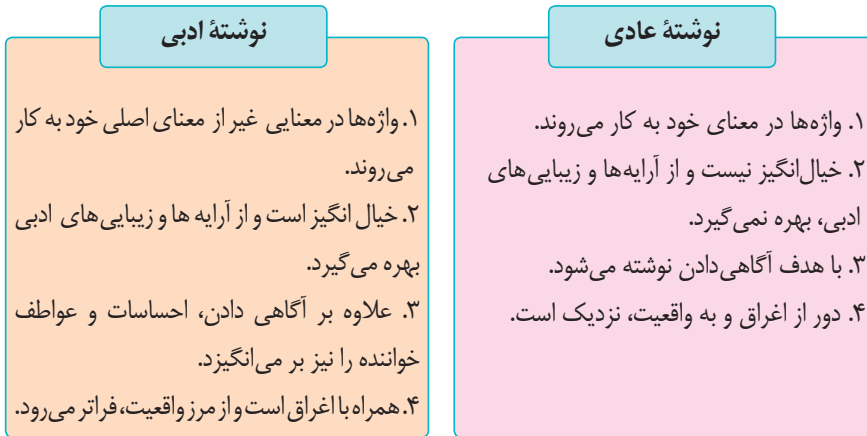 نوشتهٔ عادی
۱. واژه‌ها در معنای خود به کار می‌روند.
۲. خیال‌انگیز نیست و از آرایه‌ها و زیبایی‌های
ادبی، بهره نمی‌گیرد.
۳. با هدف آگاهی‌دادن نوشته می‌شود.
۴. دور از اغراق و به واقعیت، نزدیک است.
نوشتهٔ ادبی
۱. واژه‌ها در معنایی غیر از معنای اصلی خود به کار
می‌روند.
۲. خیال انگیز است و از آرایه ها و زیبایی‌های ادبی
بهره می‌گیرد.
۳. علاوه بر آگاهی دادن، احساسات و عواطف
خواننده را نیز بر می‌انگیزد.
۴. همراه با اغراق است و از مرز واقعیت، فراتر می‌رود.